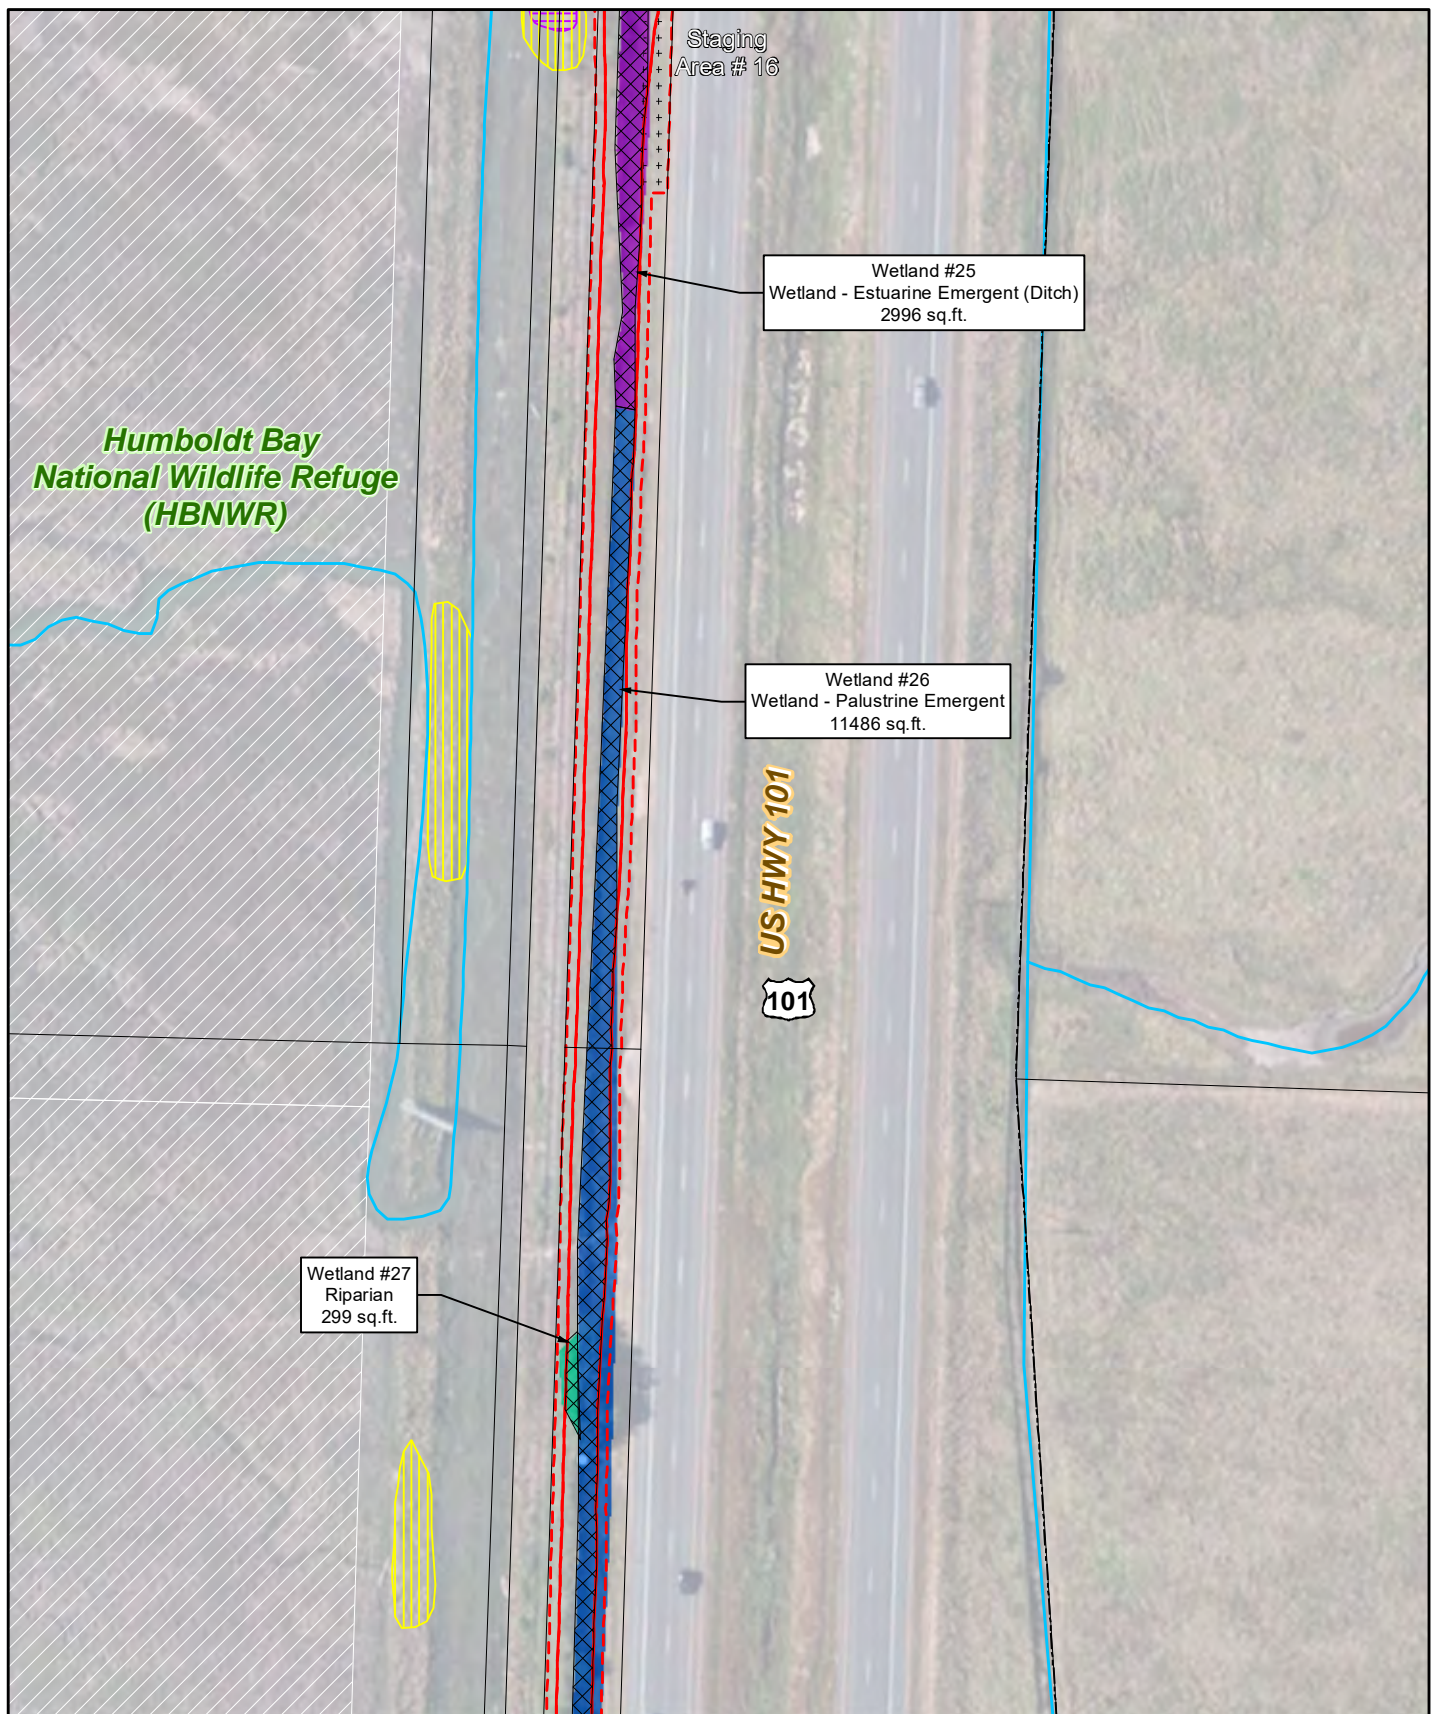 Staging
Area # 16
Wetland #25
Wetland - Estuarine Emergent (Ditch)
2996 sq.ft.
Humboldt Bay
National Wildlife Refuge
(HBNWR)
Wetland #26
Wetland - Palustrine Emergent
11486 sq.ft.
US HWY 101
101
Wetland #27
Riparian
299 sq.ft.